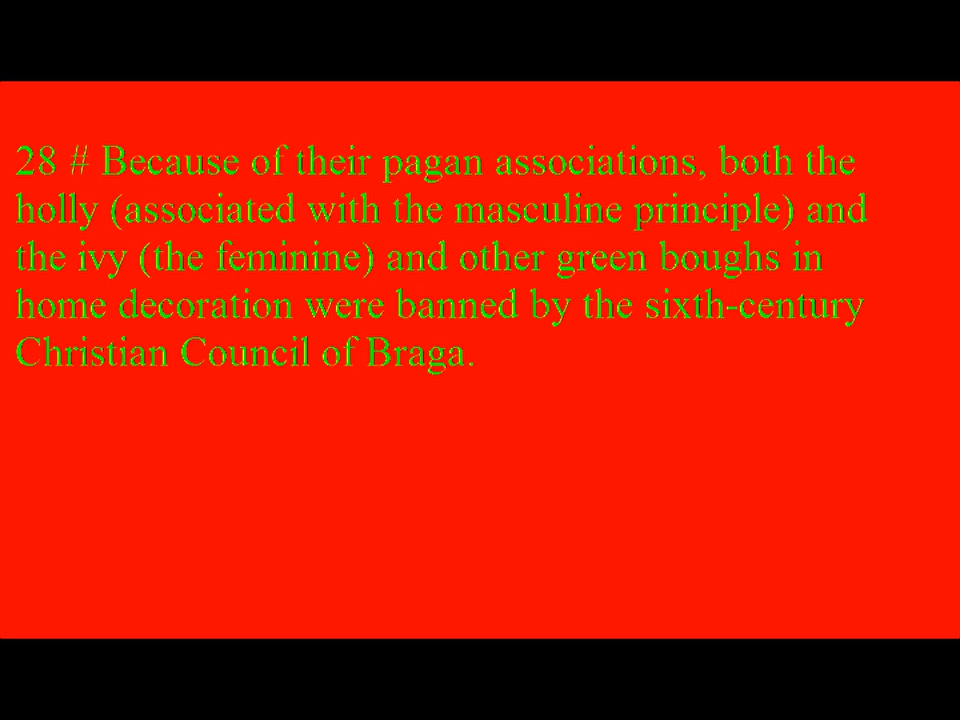 28 # Because of their pagan associations, both the
holly (associated with the masculine principle) and
the ivy (the feminine) and other green boughs in
home decoration were banned by the sixth-century
Christian Council of Braga.